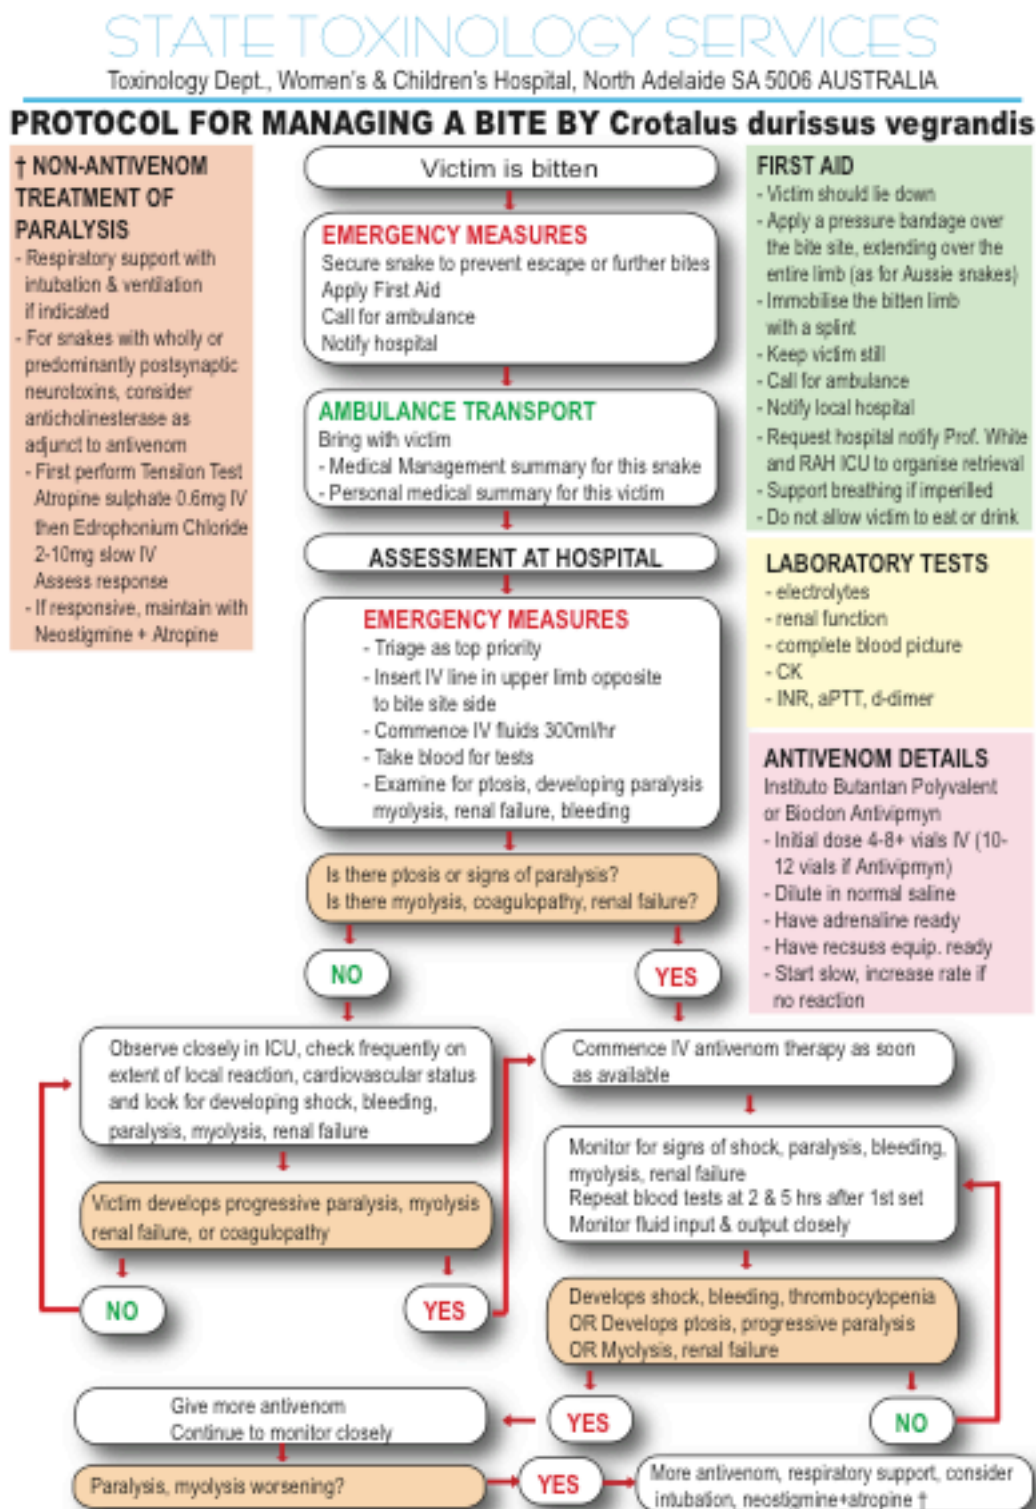 STATE TOXINOLOGY SERVICES
Toxinology Dept., Women's & Children's Hospital, North Adelaide SA 5006 AUSTRALIA
PROTOCOL FOR MANAGING A BITE BY Crotalus durissus vegrandis
† NON-ANTIVENOM
TREATMENT OF
PARALYSIS
- Respiratory support with
intubation & ventilation
if indicated
- For snakes with wholly or
predominantly postsynaptic
neurotoxins, consider
anticholinesterase as
adjunct to antivenom
- First perform Tensilon Test
Atropine sulphate 0.6mg IV
then Edrophonium Chloride
2-10mg slow IV
Assess response
- If responsive, maintain with
Neostigmine + Atropine
Victim is bitten
EMERGENCY MEASURES
Secure snake to prevent escape or further bites
Apply First Aid
Call for ambulance
Notify hospital
AMBULANCE TRANSPORT
Bring with victim
- Medical Management summary for this snake
- Personal medical summary for this victim
ASSESSMENT AT HOSPITAL
EMERGENCY MEASURES
- Triage as top priority
- Insert IV line in upper limb opposite
to bite site side
- Commence IV fluids 300ml/hr
- Take blood for tests
- Examine for ptosis, developing paralysis
myolysis, renal failure, bleeding
Is there ptosis or signs of paralysis?
Is there myolysis, coagulopathy, renal failure?
NO
YES
FIRST AID
- Victim should lie down
- Apply a pressure bandage over
the bite site, extending over the
entire limb (as for Aussie snakes)
- Immobilise the bitten limb
with a splint
- Keep victim still
- Call for ambulance
- Notify local hospital
- Request hospital notify Prof. White
and RAH ICU to organise retrieval
- Support breathing if imperilled
- Do not allow victim to eat or drink
LABORATORY TESTS
- electrolytes
- renal function
- complete blood picture
- CK
- INR, aPTT, d-dimer
ANTIVENOM DETAILS
Instituto Butantan Polyvalent
or Bioclon Antivipmyn
- Initial dose 4-8+ vials IV (10-
12 vials if Antivipmyn)
- Dilute in normal saline
- Have adrenaline ready
- Have recsuss equip. ready
- Start slow, increase rate if
no reaction
Observe closely in ICU, check frequently on
extent of local reaction, cardiovascular status
and look for developing shock, bleeding,
paralysis, myolysis, renal failure
Victim develops progressive paralysis, myolysis
renal failure, or coagulopathy
NO
YES
Commence IV antivenom therapy as soon
as available
Monitor for signs of shock, paralysis, bleeding,
myolysis, renal failure
Repeat blood tests at 2 & 5 hrs after 1st set
Monitor fluid input & output closely
Develops shock, bleeding, thrombocytopenia
OR Develops ptosis, progressive paralysis
OR Myolysis, renal failure
YES
NO
Give more antivenom
Continue to monitor closely
Paralysis, myolysis worsening?
YES
More antivenom, respiratory support, consider
intubation, neostigmine+atropine †